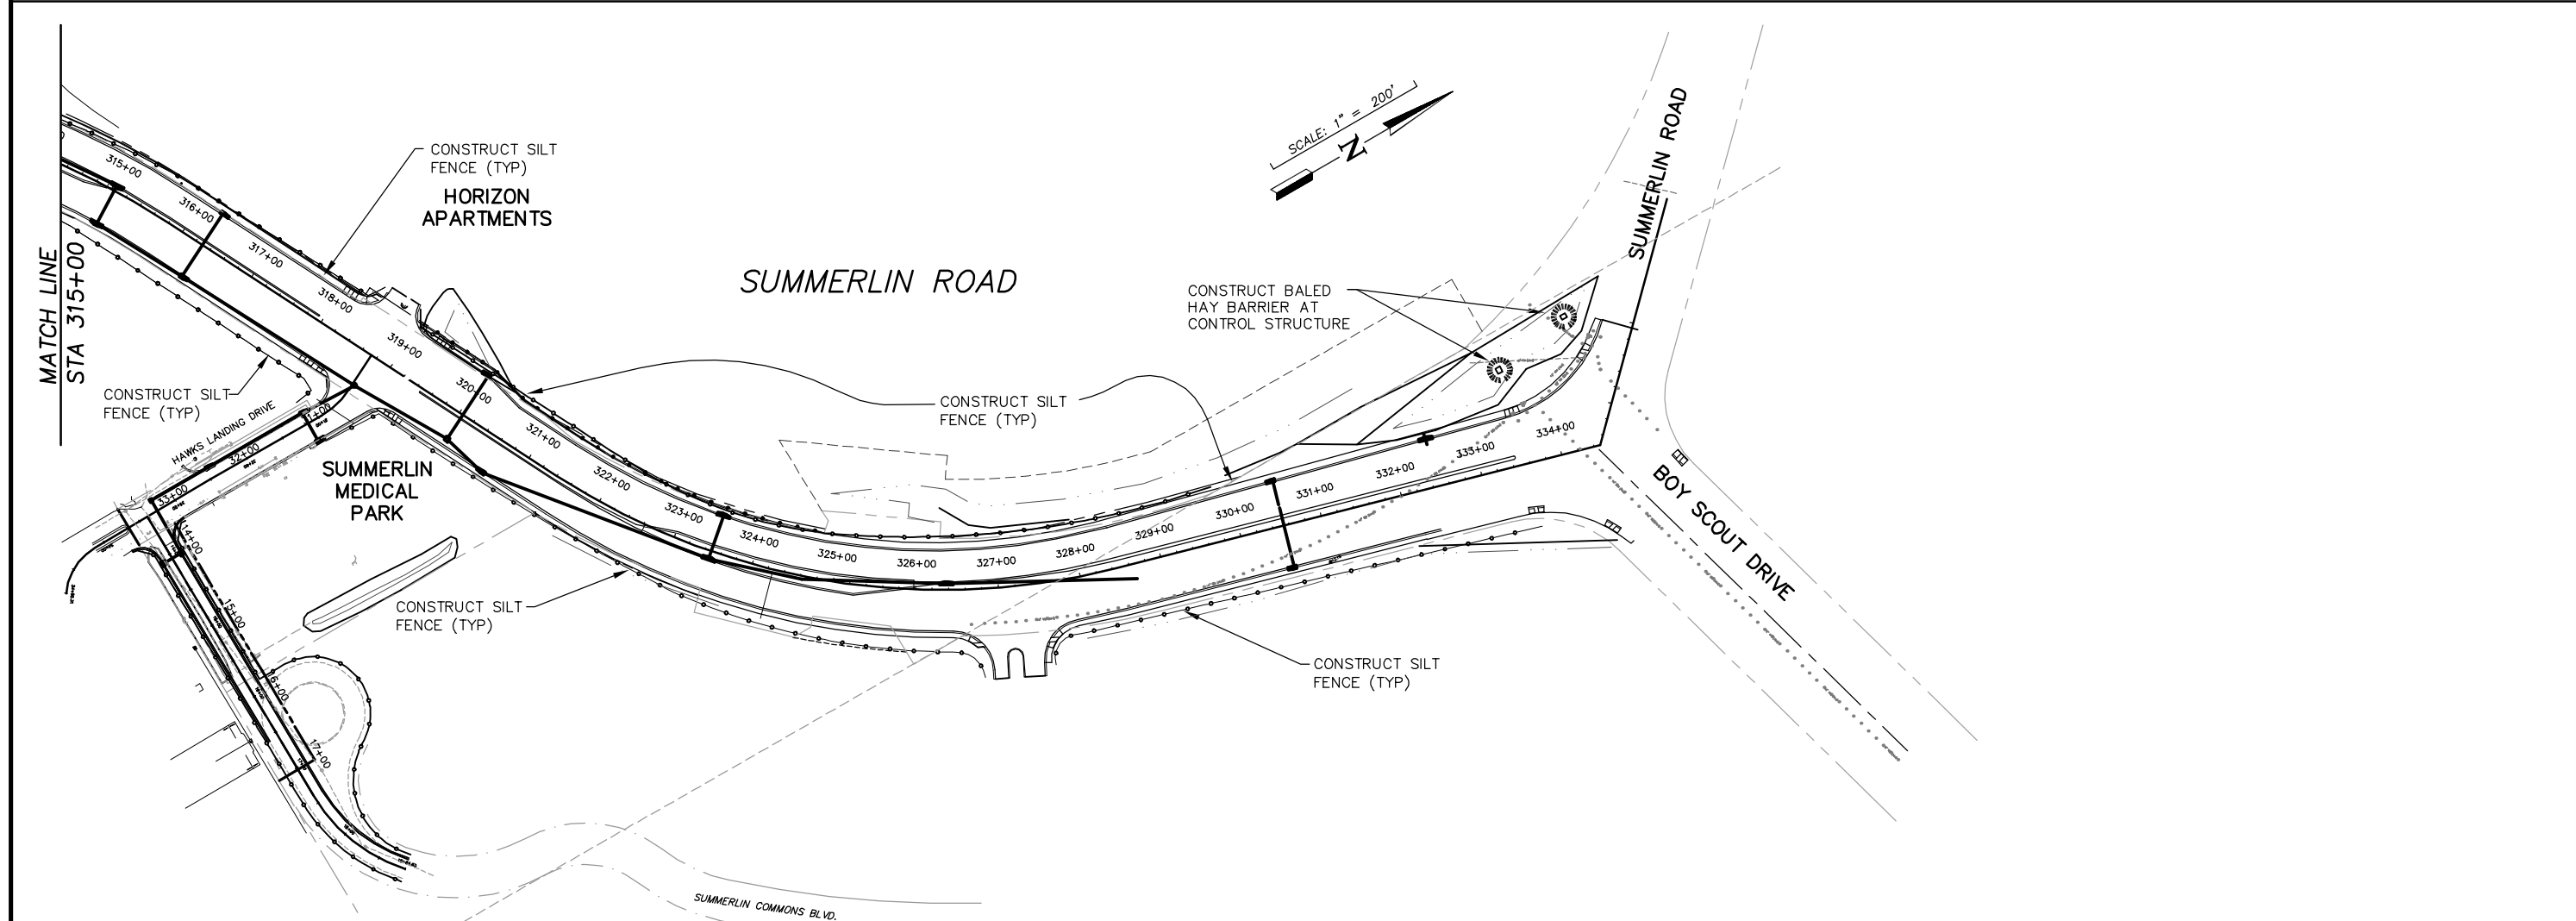 MATCH LINE
STA 315+00
315+00
316+00
317+00
318+00
319+00
320+00
321+00
322+00
323+00
324+00
325+00
326+00
327+00
328+00
329+00
330+00
331+00
332+00
333+00
334+00
CONSTRUCT SILT
FENCE (TYP)
HORIZON
APARTMENTS
SUMMERLIN ROAD
SCALE: 1" = 200'
N
SUMMERLIN ROAD
CONSTRUCT BALED
HAY BARRIER AT
CONTROL STRUCTURE
CONSTRUCT SILT
FENCE (TYP)
CONSTRUCT SILT
FENCE (TYP)
HAWKS LANDING DRIVE
1+00
32+00
33+00
SUMMERLIN
MEDICAL
PARK
BOY SCOUT DRIVE
14+00
15+00
16+00
17+00
CONSTRUCT SILT
FENCE (TYP)
CONSTRUCT SILT
FENCE (TYP)
SUMMERLIN COMMONS BLVD.